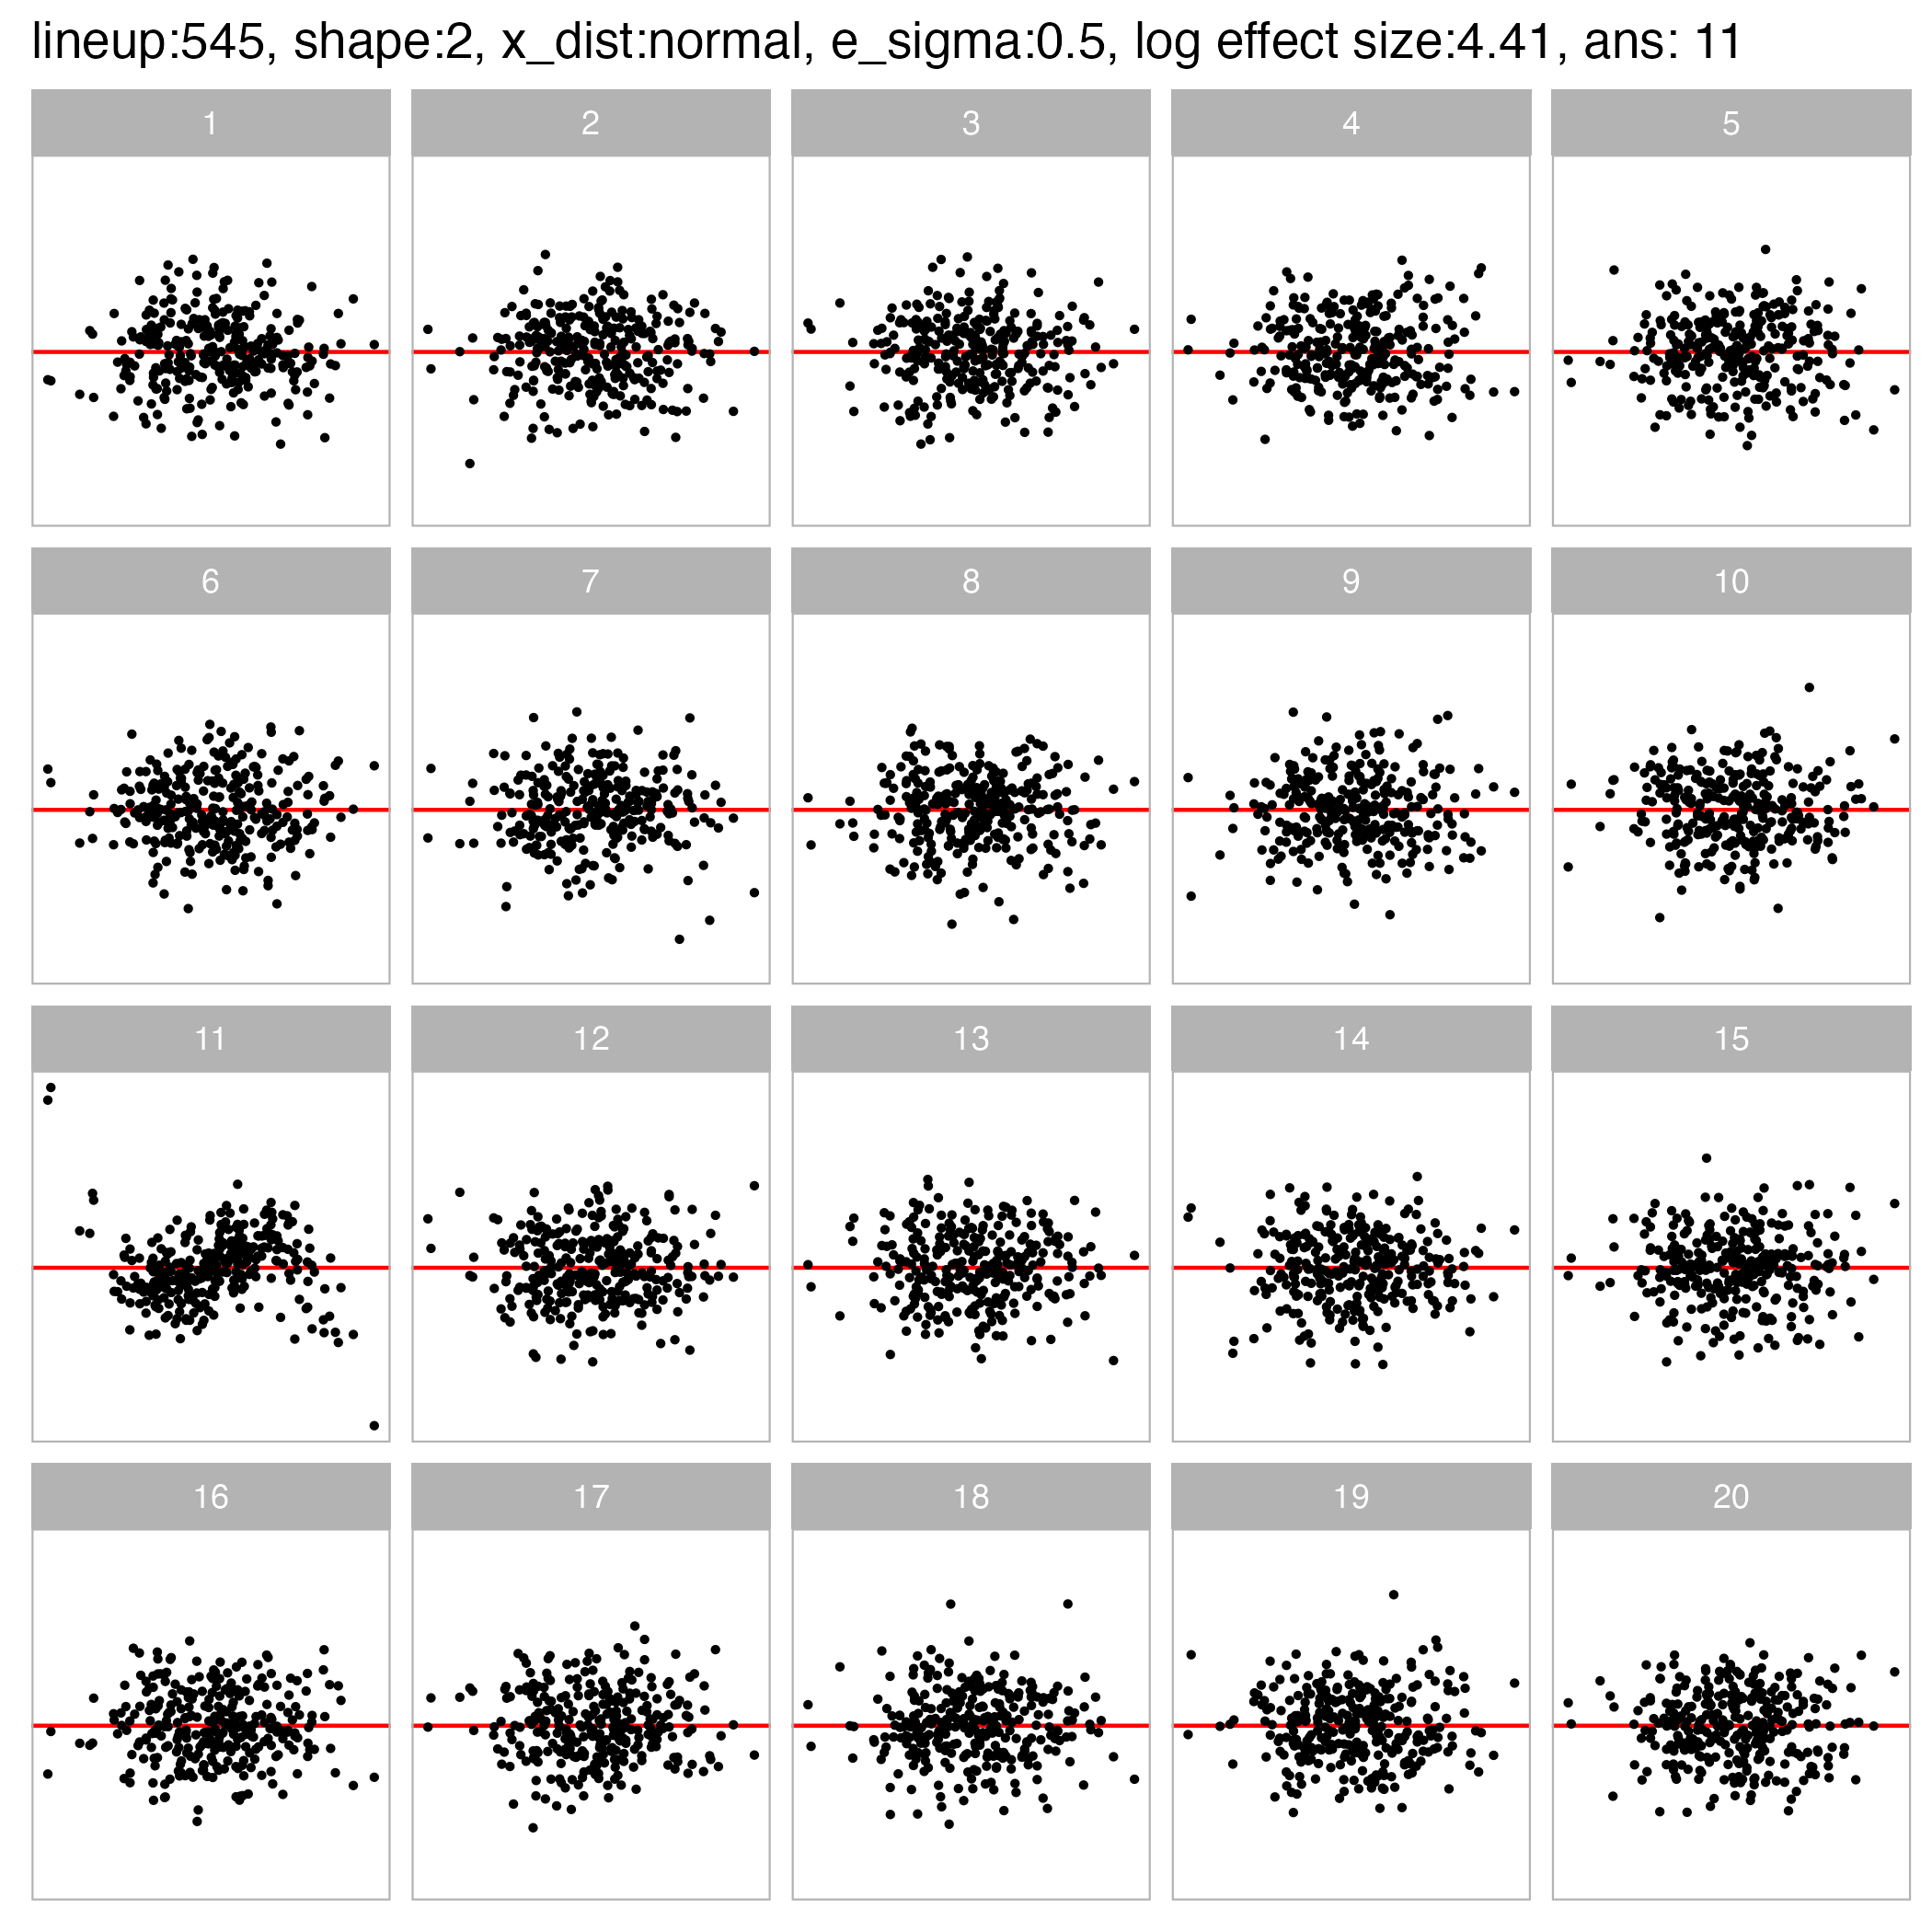 lineup:545, shape:2, x_dist:normal, e_sigma:0.5, log effect size:4.41, ans: 11
1 2 3 4 5
6 7 8 9 10
11 12 13 14 15
16 17 18 19 20